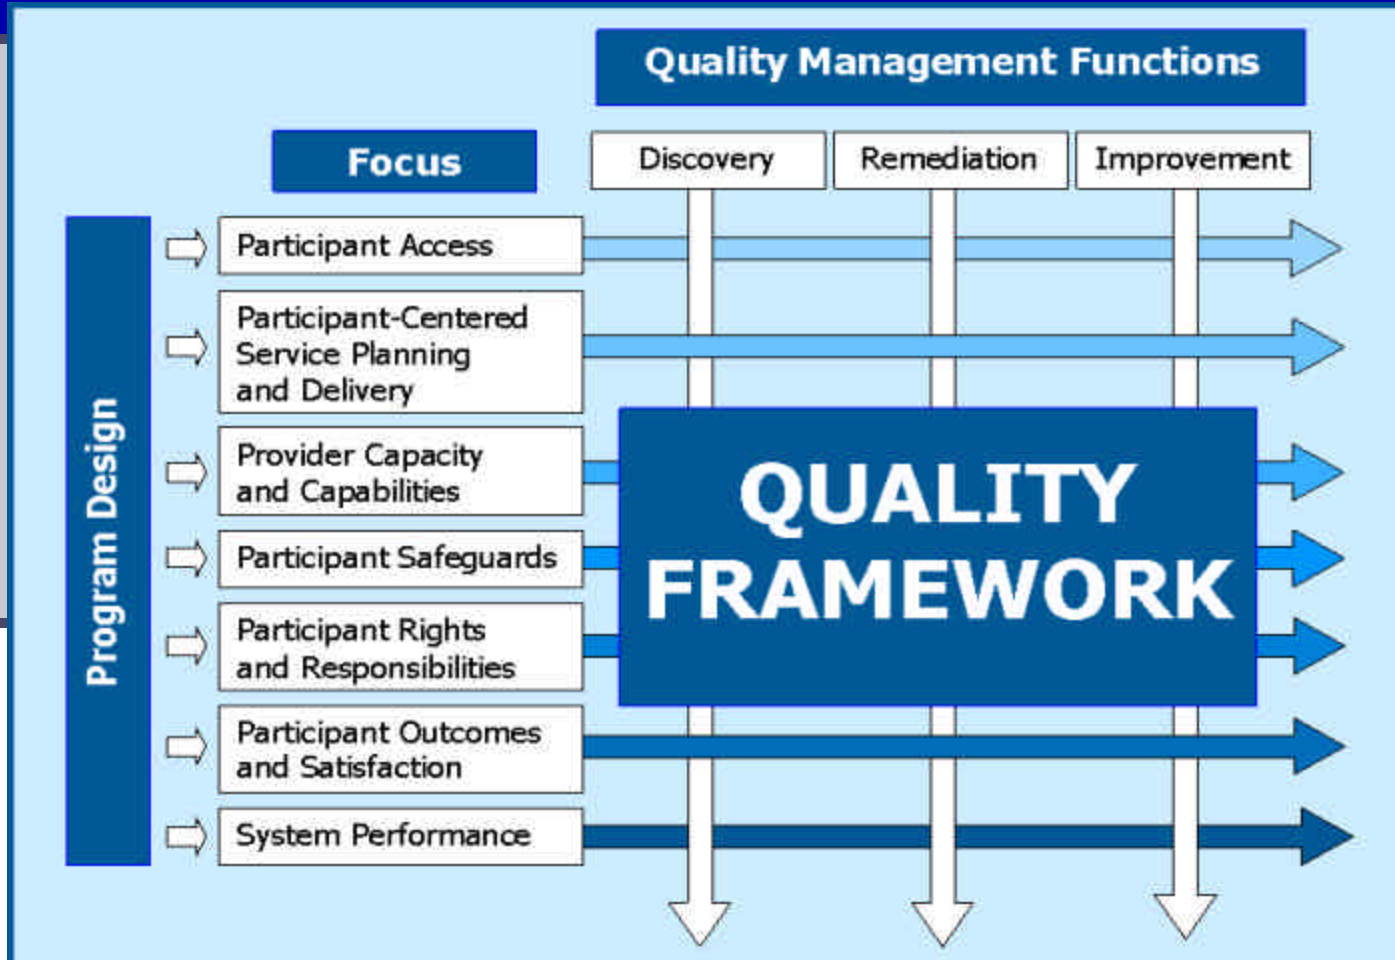 Quality Management Functions
Focus
Discovery
Remediation
Improvement
Program Design
Participant Access
Participant-Centered
Service Planning
and Delivery
Provider Capacity
and Capabilities
Participant Safeguards
Participant Rights
and Responsibilities
Participant Outcomes
and Satisfaction
System Performance
QUALITY
FRAMEWORK